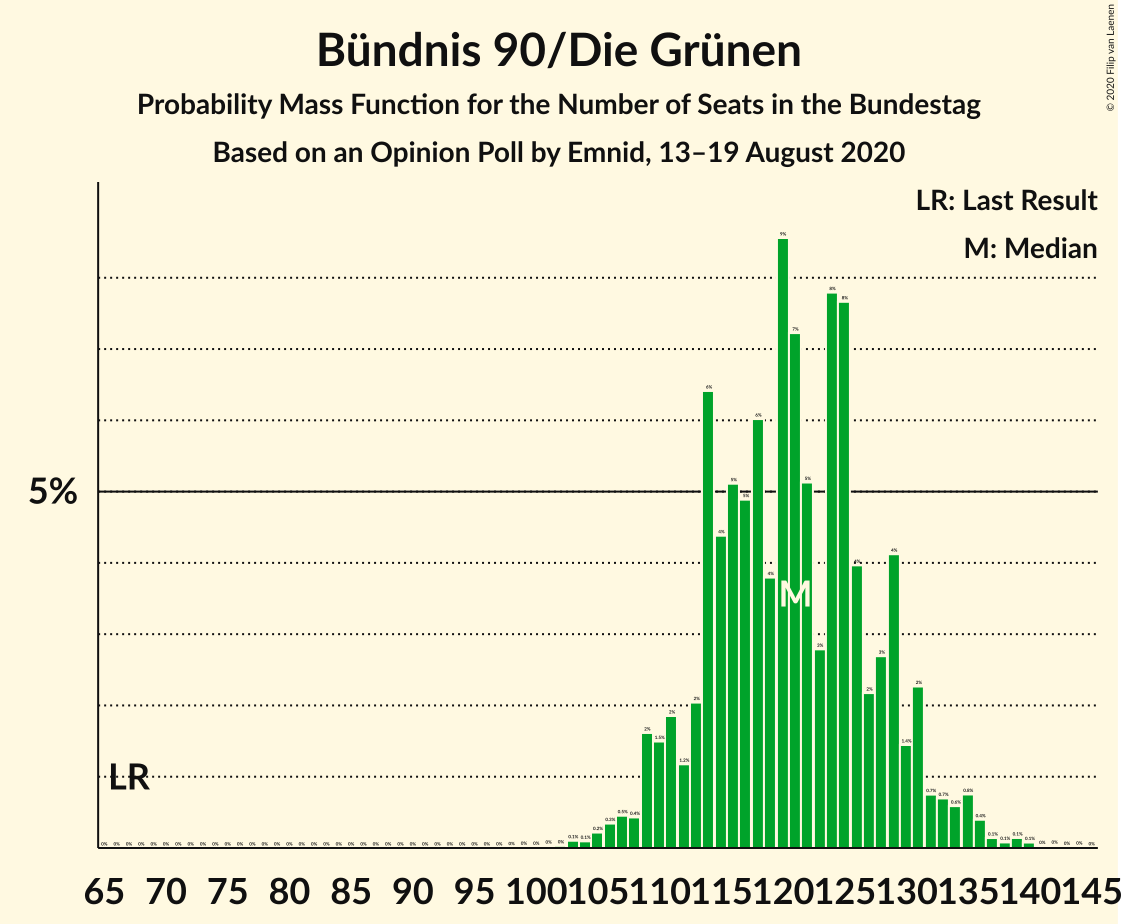 Bündnis 90/Die Grünen
Probability Mass Function for the Number of Seats in the Bundestag
Based on an Opinion Poll by Emnid, 13–19 August 2020
© 2020 Filip van Laenen
LR: Last Result
M: Median
5%
LR
M
65 70 75 80 85 90 95 100 105 110 115 120 125 130 135 140 145